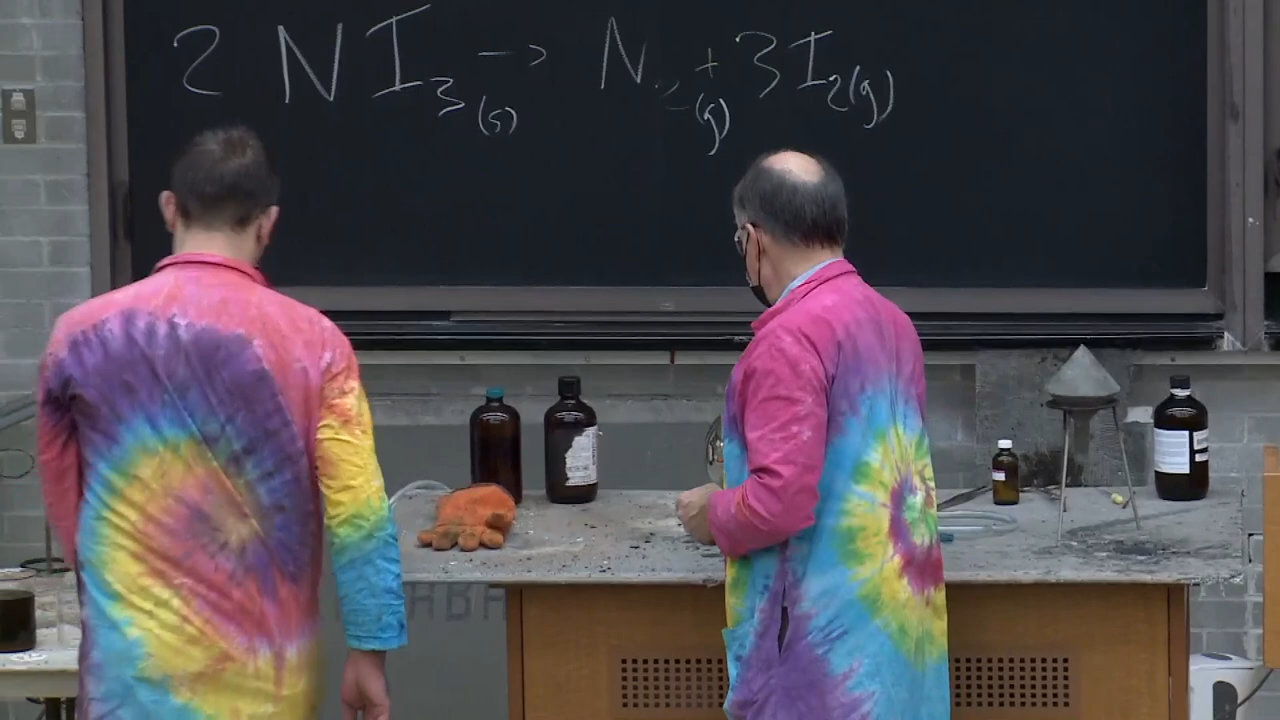 2 NI₃(s) → N₂(g) + 3I₂(g)